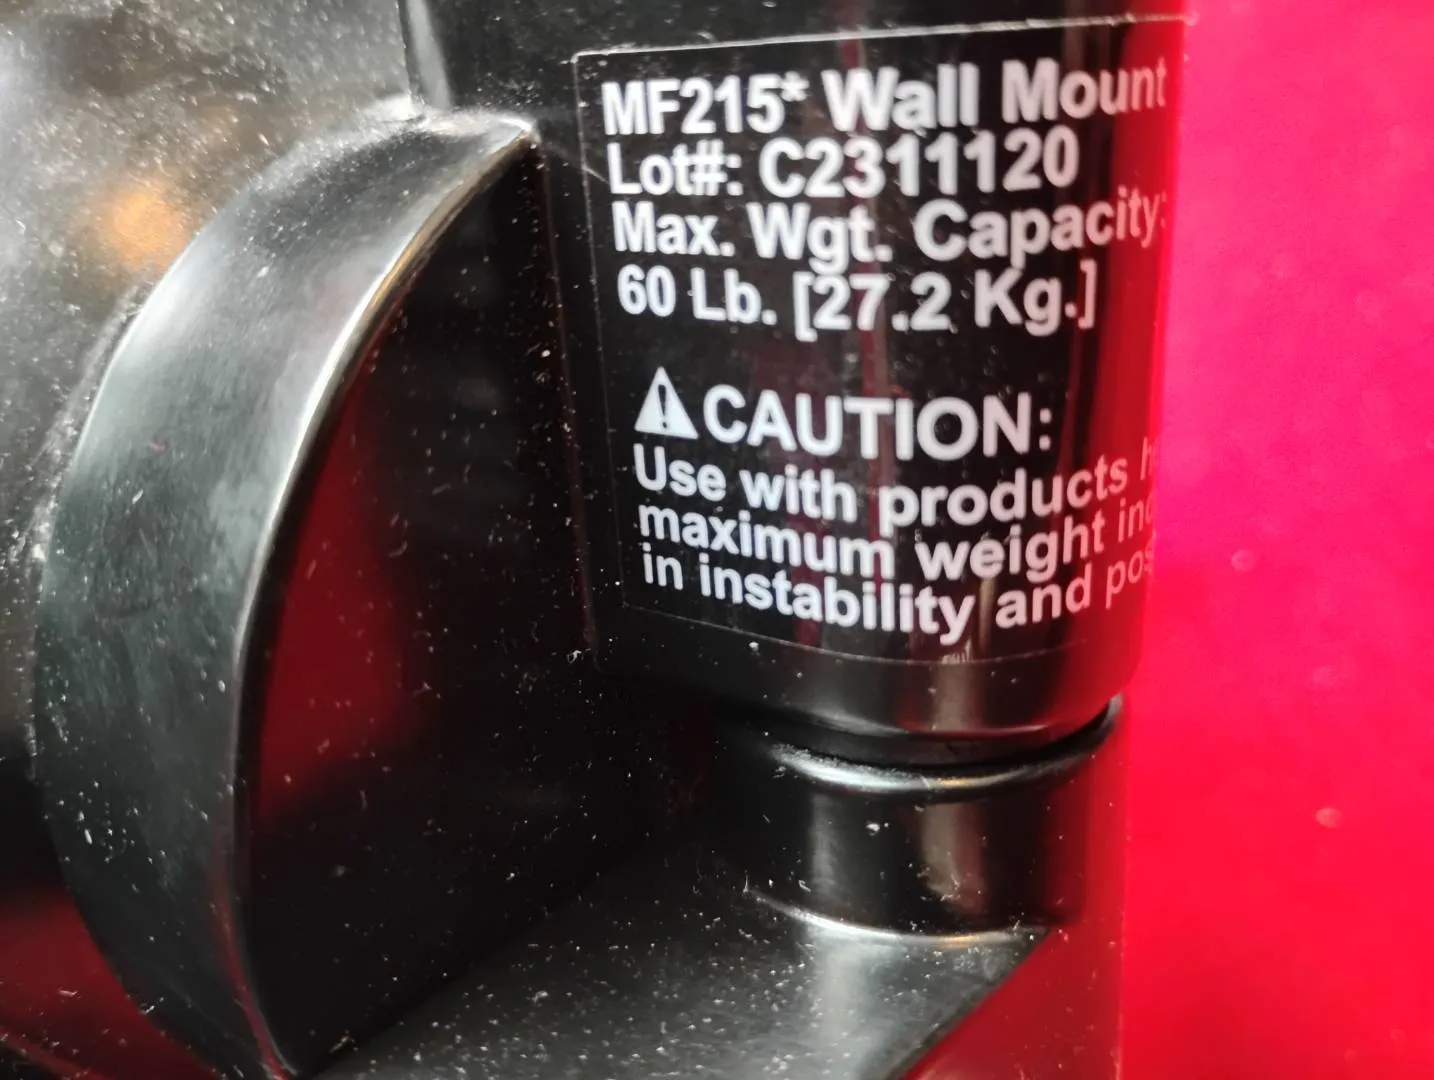 MF215* Wall Mount
Lot#: C2311120
Max. Wgt. Capacity:
60 Lb. [27.2 Kg.]
CAUTION:
Use with products
maximum weight
in instability and